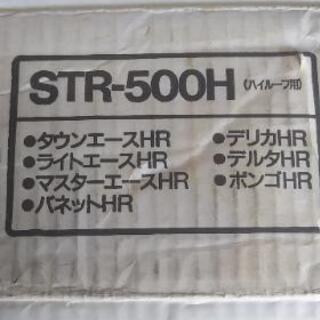 STR-500H (ハイルーフ用)
●タウンエースHR ●デリカHR
●ライトエースHR ●デルタHR
●マスターエースHR ●ボンゴHR
●バネットHR